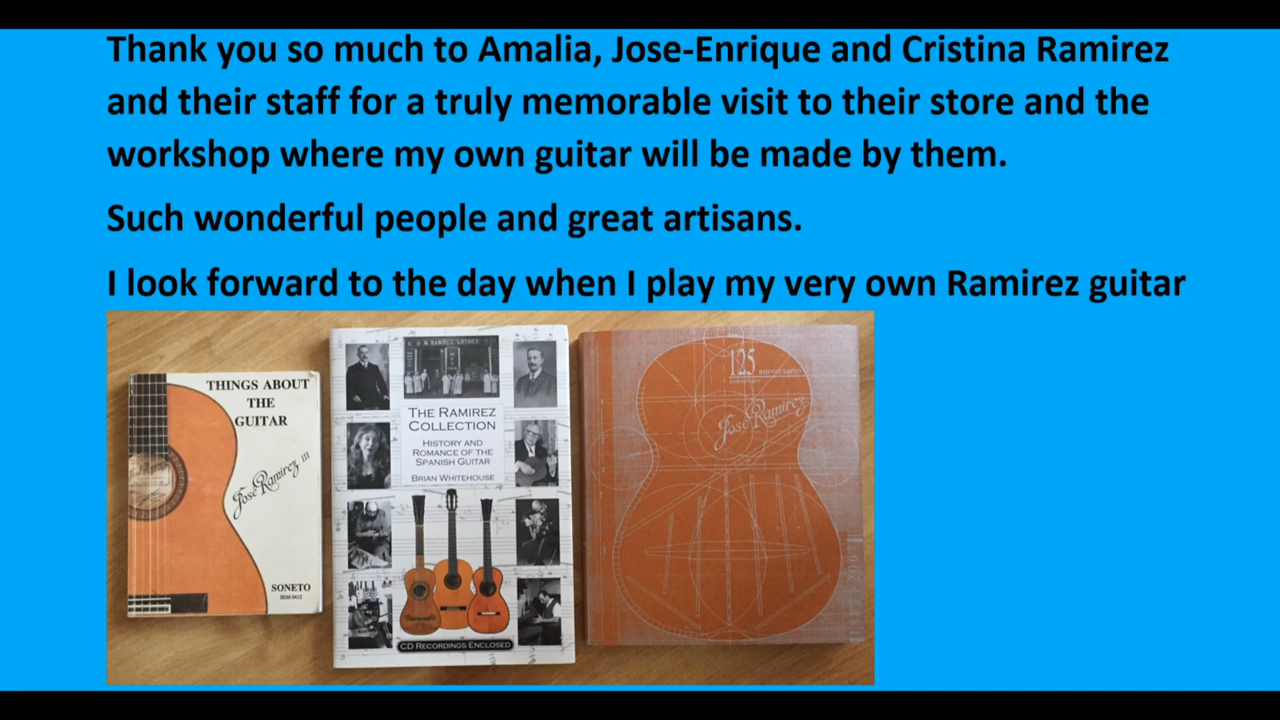 Thank you so much to Amalia, Jose-Enrique and Cristina Ramirez
and their staff for a truly memorable visit to their store and the
workshop where my own guitar will be made by them.
Such wonderful people and great artisans.
I look forward to the day when I play my very own Ramirez guitar
THINGS ABOUT
THE
GUITAR
José Ramirez III
SONETO
THE RAMIREZ
COLLECTION
HISTORY AND
ROMANCE OF THE
SPANISH GUITAR
BRIAN WHITEHOUSE
CD RECORDINGS ENCLOSED
125
aniversario
anniversary
José Ramirez